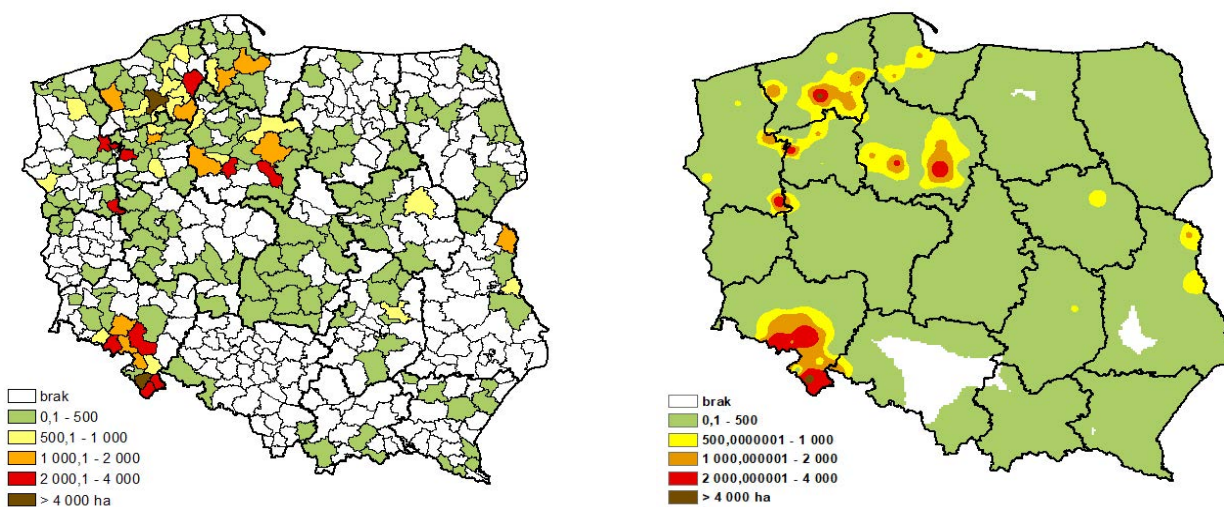 brak
0,1 - 500
500,1 - 1 000
1 000,1 - 2 000
2 000,1 - 4 000
> 4 000 ha
brak
0,1 - 500
500,0000001 - 1 000
1 000,000001 - 2 000
2 000,000001 - 4 000
> 4 000 ha